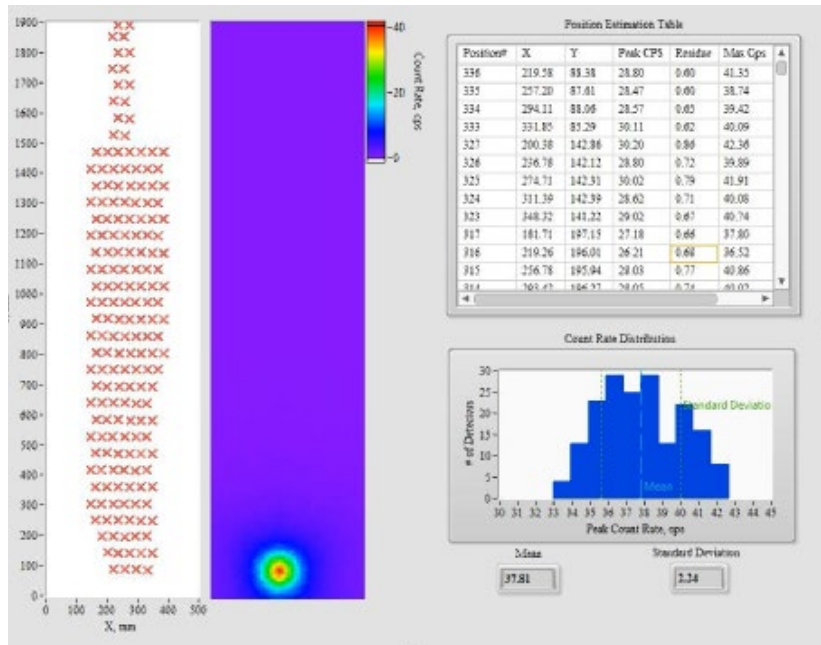 1900
1800
1700
1600
1500
1400
1300
1200
1100
1000
900
800
700
600
500
400
300
200
100
0
0 100 200 300 400 500
X, mm
40
20
0
Count Rate, cps
Position Estimation Table
Position# X Y Peak CPS Residue Max Cps
336 219.58 88.38 28.80 0.60 41.35
335 257.20 87.61 28.47 0.60 38.74
334 294.11 88.06 28.57 0.65 39.42
333 331.85 85.29 30.11 0.62 40.09
327 200.38 142.86 30.20 0.86 42.36
326 236.78 142.12 28.80 0.72 39.89
325 274.71 142.31 30.02 0.79 41.91
324 311.39 142.39 28.62 0.71 40.08
323 348.32 141.22 29.02 0.67 40.74
317 181.71 197.15 27.18 0.66 37.80
316 219.26 196.01 26.21 0.68 36.52
315 256.78 195.94 28.03 0.77 40.86
Count Rate Distribution
30
25
20
15
10
5
0
# of Detectors
Standard Deviatio
Mean
30 31 32 33 34 35 36 37 38 39 40 41 42 43 44 45
Peak Count Rate, cps
Mean Standard Deviation
37.81 2.24